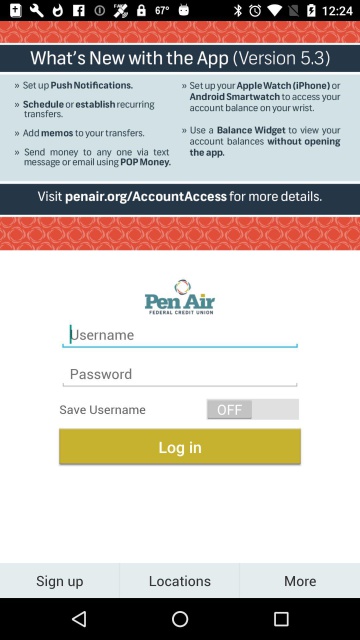 67°
12:24
What's New with the App (Version 5.3)
» Set up Push Notifications.
» Schedule or establish recurring
transfers.
» Add memos to your transfers.
» Send money to any one via text
message or email using POP Money.
» Set up your Apple Watch (iPhone) or
Android Smartwatch to access your
account balance on your wrist.
» Use a Balance Widget to view your
account balances without opening
the app.
Visit penair.org/AccountAccess for more details.
Pen Air
FEDERAL CREDIT UNION
Username
Password
Save Username
OFF
Log in
Sign up
Locations
More